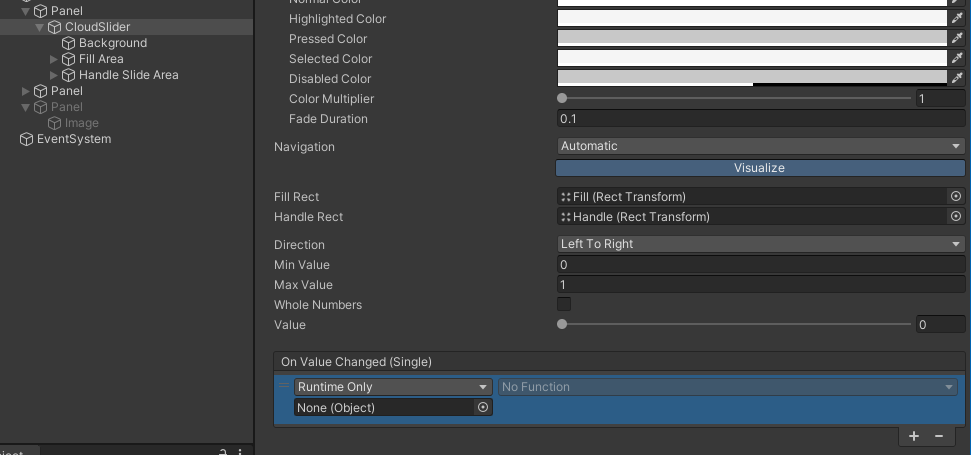 Panel
CloudSlider
Background
Fill Area
Handle Slide Area
Panel
Panel
Image
EventSystem
Normal Color
Highlighted Color
Pressed Color
Selected Color
Disabled Color
Color Multiplier 1
Fade Duration 0.1
Navigation Automatic
Visualize
Fill Rect Fill (Rect Transform)
Handle Rect Handle (Rect Transform)
Direction Left To Right
Min Value 0
Max Value 1
Whole Numbers
Value 0
On Value Changed (Single)
Runtime Only No Function
None (Object)
+ −